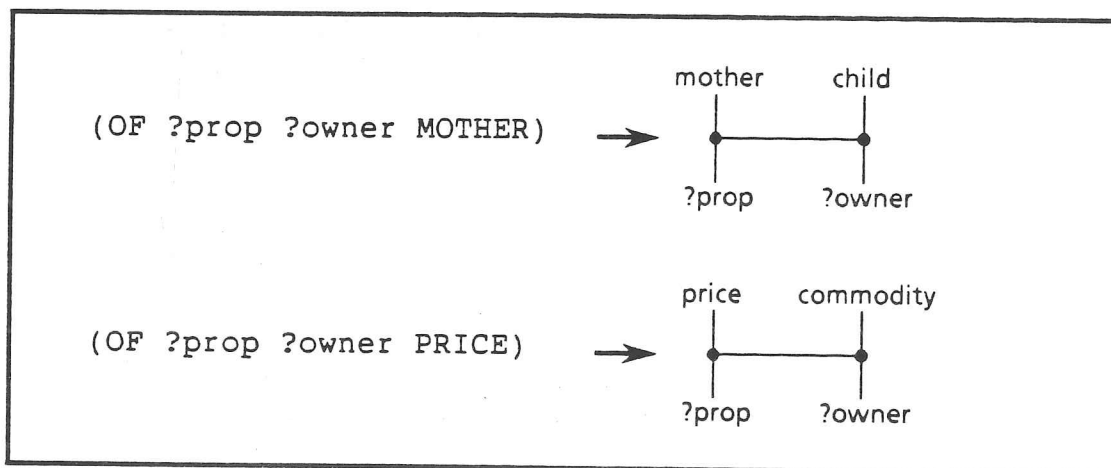 mother child
(OF ?prop ?owner MOTHER)
?prop ?owner
price commodity
(OF ?prop ?owner PRICE)
?prop ?owner